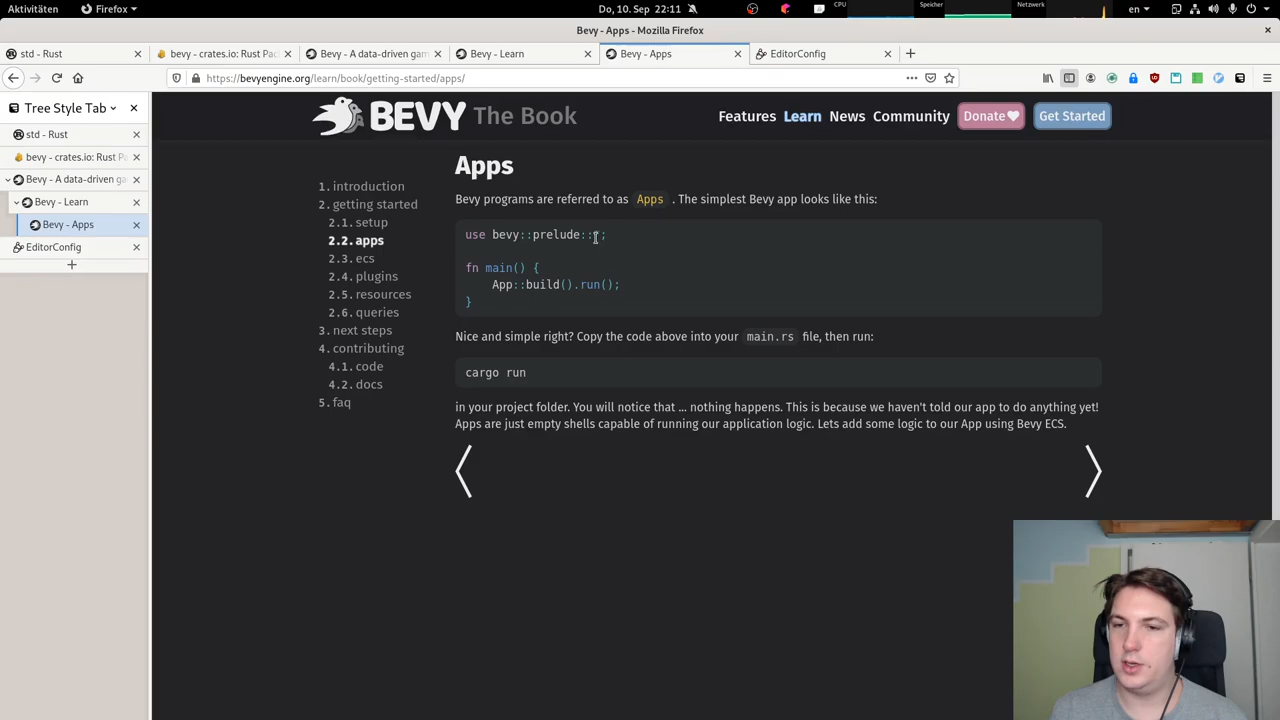 Aktivitäten Firefox Do, 10. Sep 22:11 CPU Speicher Netzwerk en
Bevy - Apps - Mozilla Firefox
std - Rust bevy - crates.io: Rust Pac Bevy - A data-driven gam Bevy - Learn Bevy - Apps EditorConfig
https://bevyengine.org/learn/book/getting-started/apps/
Tree Style Tab
std - Rust
bevy - crates.io: Rust Pa
Bevy - A data-driven ga
Bevy - Learn
Bevy - Apps
EditorConfig
BEVY The Book
Features Learn News Community Donate Get Started
1. introduction
2. getting started
2.1. setup
2.2. apps
2.3. ecs
2.4. plugins
2.5. resources
2.6. queries
3. next steps
4. contributing
4.1. code
4.2. docs
5. faq
Apps
Bevy programs are referred to as Apps . The simplest Bevy app looks like this:
use bevy::prelude::*;
fn main() {
App::build().run();
}
Nice and simple right? Copy the code above into your main.rs file, then run:
cargo run
in your project folder. You will notice that ... nothing happens. This is because we haven't told our app to do anything yet!
Apps are just empty shells capable of running our application logic. Lets add some logic to our App using Bevy ECS.